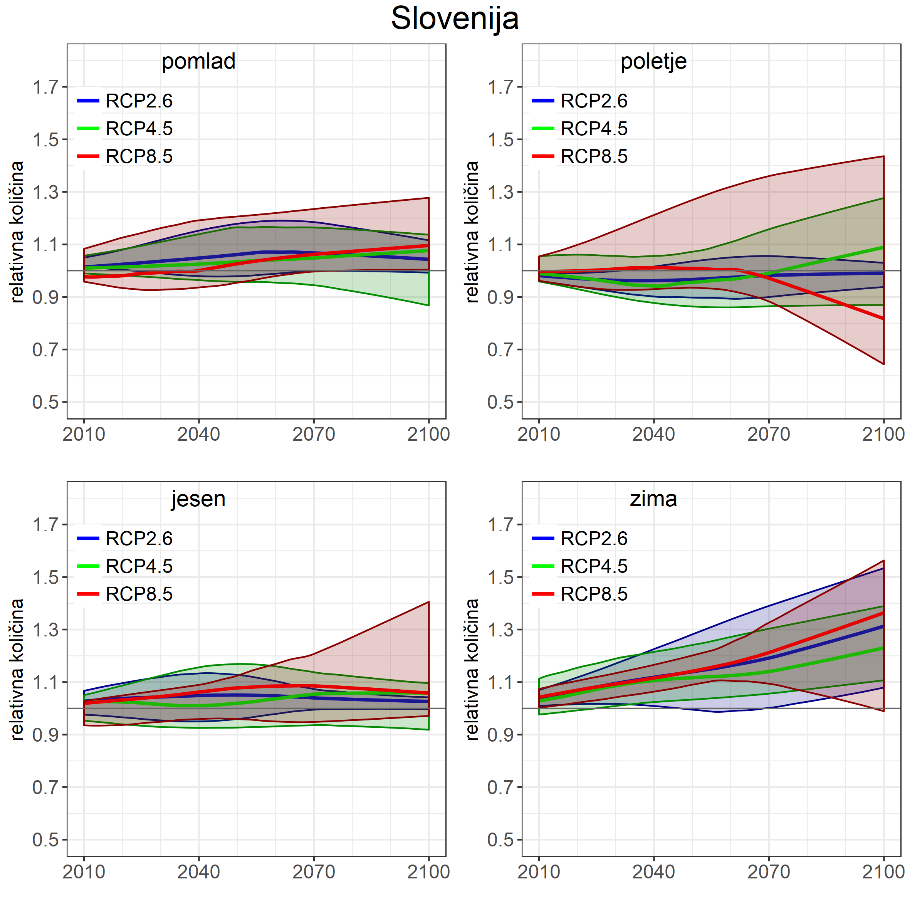 Slovenija
pomlad
RCP2.6
RCP4.5
RCP8.5
relativna količina
1.7
1.5
1.3
1.1
0.9
0.7
0.5
2010 2040 2070 2100
poletje
RCP2.6
RCP4.5
RCP8.5
relativna količina
1.7
1.5
1.3
1.1
0.9
0.7
0.5
2010 2040 2070 2100
jesen
RCP2.6
RCP4.5
RCP8.5
relativna količina
1.7
1.5
1.3
1.1
0.9
0.7
0.5
2010 2040 2070 2100
zima
RCP2.6
RCP4.5
RCP8.5
relativna količina
1.7
1.5
1.3
1.1
0.9
0.7
0.5
2010 2040 2070 2100